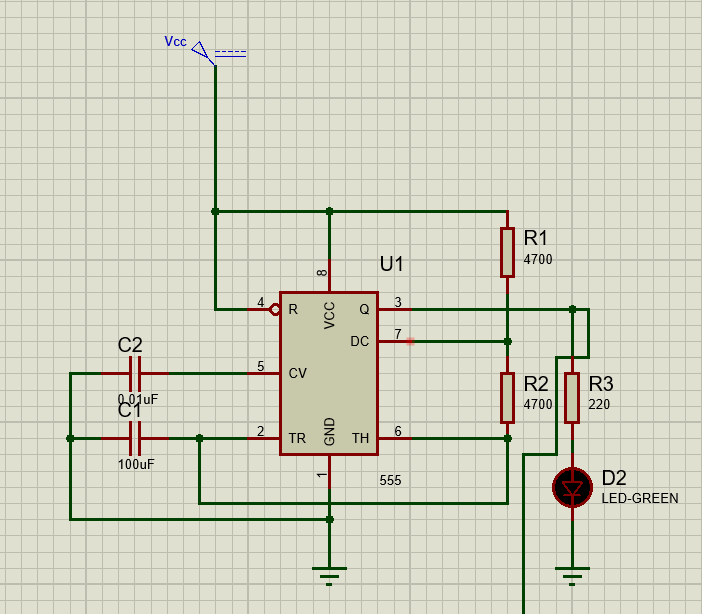 Vcc
R1
4700
U1
8
4
R
VCC
Q
3
DC
7
C2
5
CV
0.01uF
C1
R2
4700
R3
220
2
TR
GND
TH
6
100uF
1
555
D2
LED-GREEN